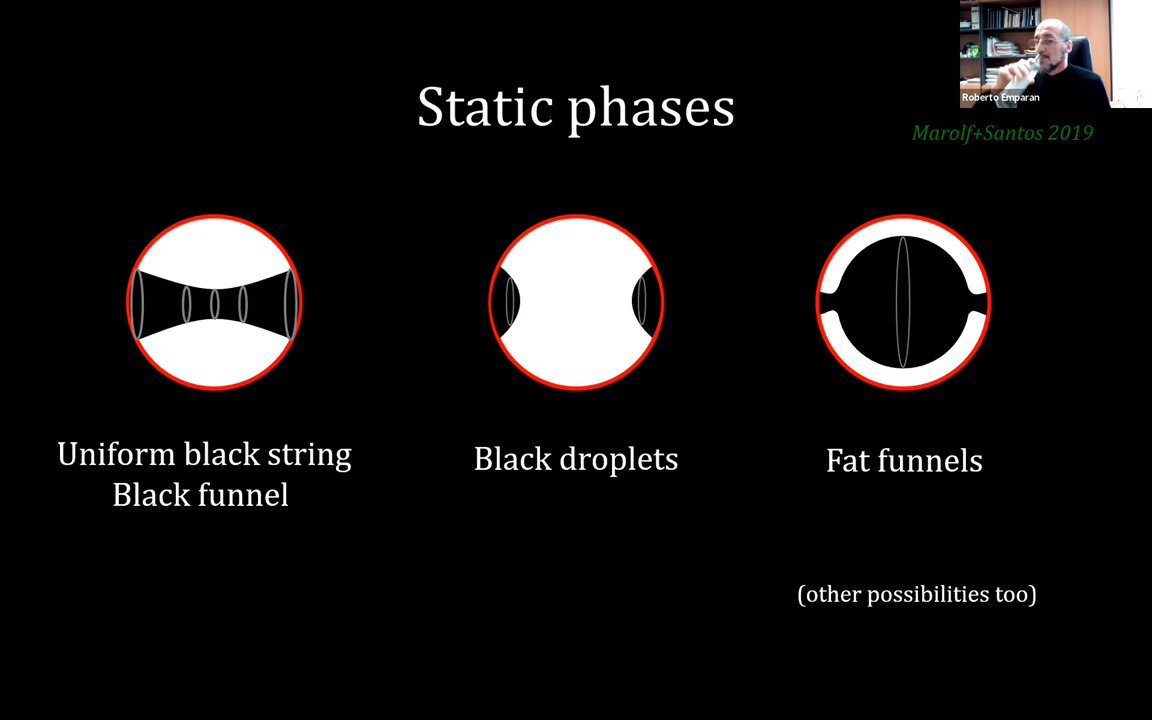 Roberto Emparan
Static phases
Marolf+Santos 2019
Uniform black string
Black funnel
Black droplets
Fat funnels
(other possibilities too)